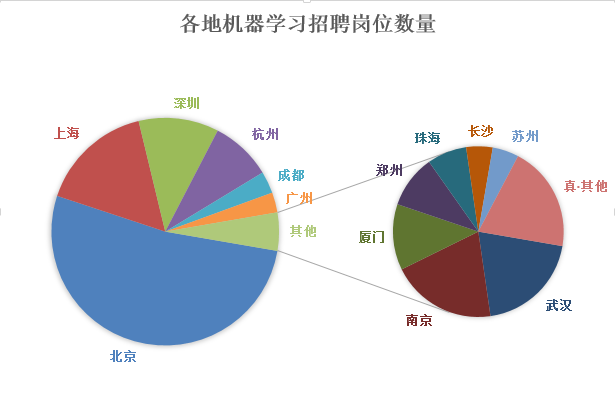 各地机器学习招聘岗位数量
深圳
上海
杭州
成都
广州
其他
北京
长沙
苏州
珠海
郑州
真·其他
厦门
武汉
南京